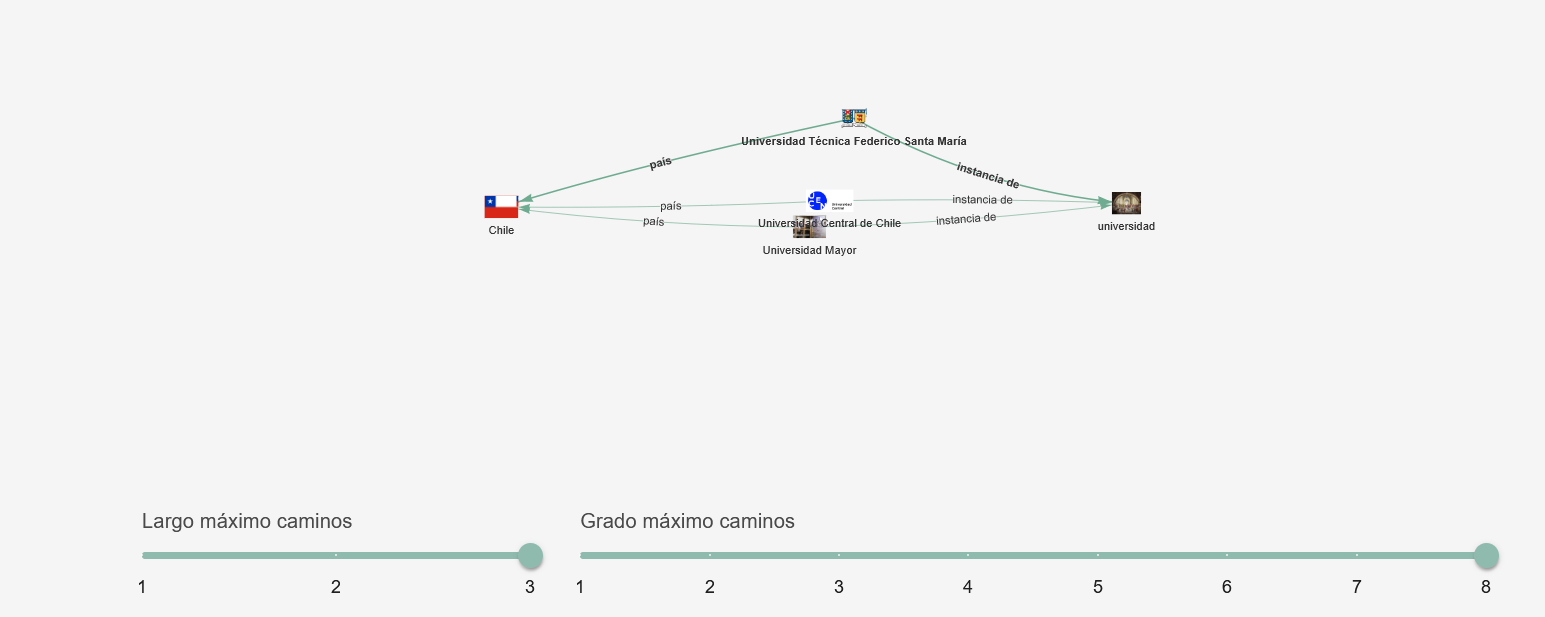 Universidad Técnica Federico Santa María
país
instancia de
país
instancia de
Chile
universidad
país
Universidad Central de Chile
instancia de
Universidad Mayor
Largo máximo caminos
1 2 3
Grado máximo caminos
1 2 3 4 5 6 7 8